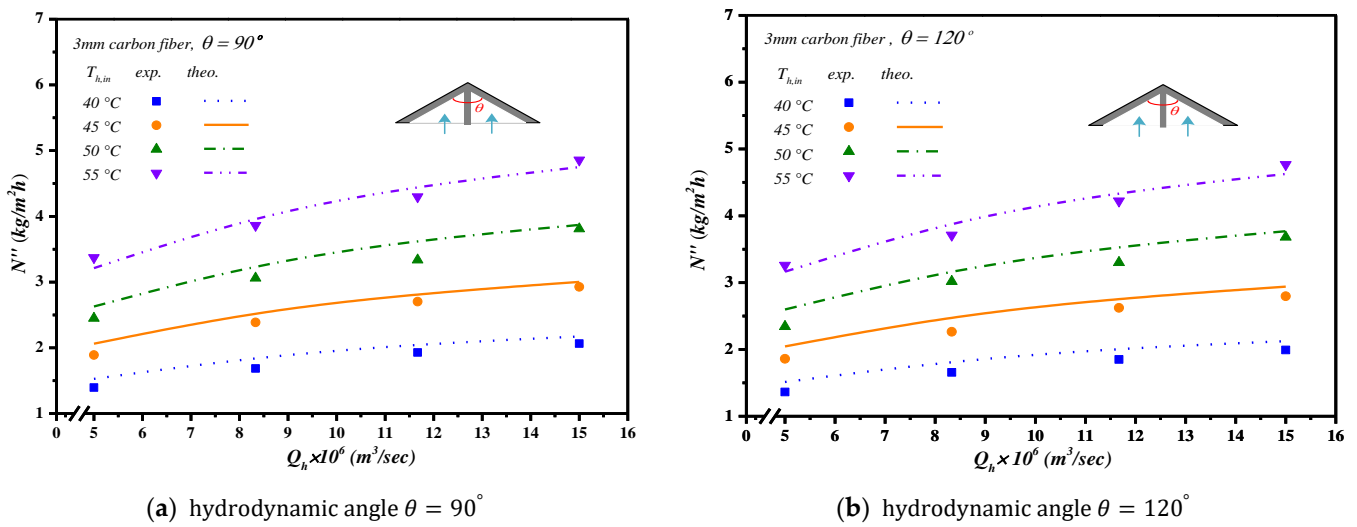 3mm carbon fiber, θ = 90°
T_{h,in} exp. theo.
40 °C
45 °C
50 °C
55 °C
θ
N'' (kg/m²h)
7
6
5
4
3
2
1
0 5 6 7 8 9 10 11 12 13 14 15 16
Q_h×10⁶ (m³/sec)
(a) hydrodynamic angle θ = 90°
3mm carbon fiber , θ = 120°
T_{h,in} exp. theo.
40 °C
45 °C
50 °C
55 °C
θ
N'' (kg/m²h)
7
6
5
4
3
2
1
0 5 6 7 8 9 10 11 12 13 14 15 16
Q_h×10⁶ (m³/sec)
(b) hydrodynamic angle θ = 120°